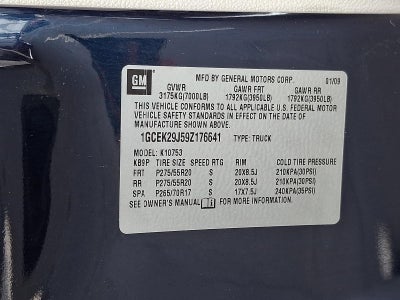 GM
MFD BY GENERAL MOTORS CORP. 01/09
GVWR GAWR FRT GAWR RR
3175KG(7000LB) 1792KG(3950LB) 1792KG(3950LB)
THIS VEHICLE CONFORMS TO ALL APPLICABLE U.S. FEDERAL MOTOR
VEHICLE SAFETY STANDARDS IN EFFECT ON THE DATE
OF MANUFACTURE SHOWN ABOVE.
1GCEK29J59Z176641 TYPE: TRUCK
MODEL: K10753
KB9P TIRE SIZE SPEED RTG RIM COLD TIRE PRESSURE
FRT P275/55R20 S 20X8.5J 210KPA(30PSI)
RR P275/55R20 S 20X8.5J 210KPA(30PSI)
SPA P265/70R17 S 17X7.5J 240KPA(35PSI)
SEE OWNER'S MANUAL FOR MORE INFORMATION.